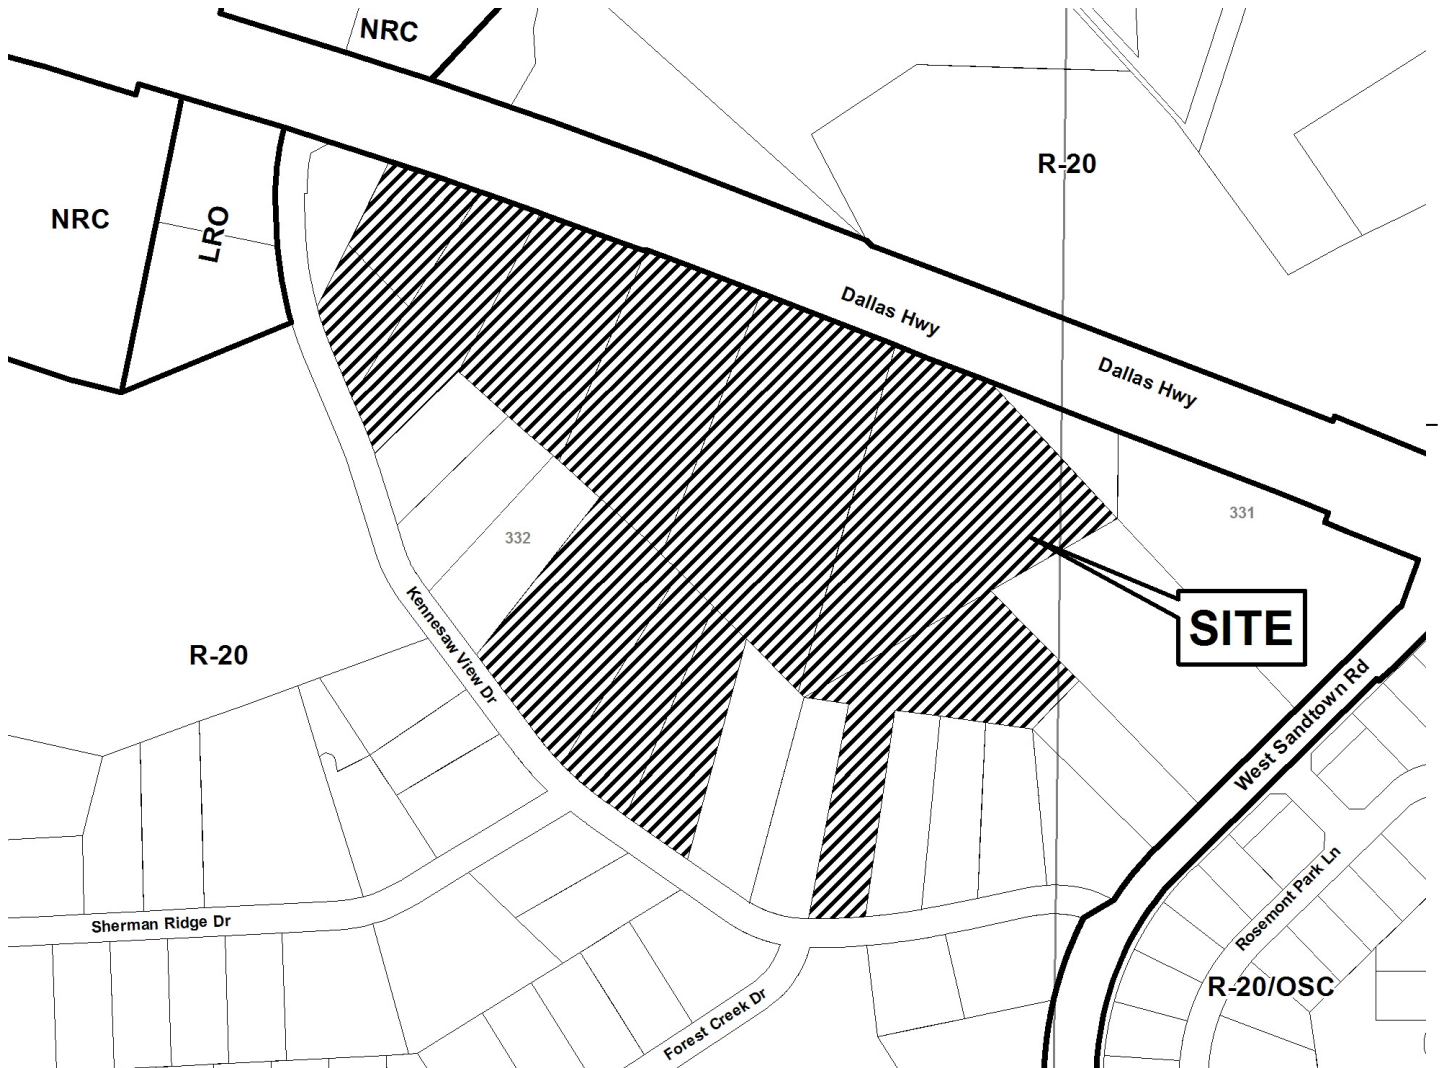 NRC
R-20
NRC
LRO
Dallas Hwy
Dallas Hwy
331
332
SITE
Kennesaw View Dr
R-20
West Sandtown Rd
Rosemont Park Ln
Sherman Ridge Dr
R-20/OSC
Forest Creek Dr